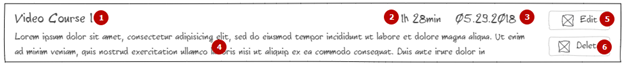 Video Course 1 1 2 1h 28min 05.29.2018 3 Edit 5
Lorem ipsum dolor sit amet, consectetur adipisicing elit, sed do eiusmod tempor incididunt ut labore et dolore magna aliqua. Ut enim
ad minim veniam, quis nostrud exercitation ullamco 4 laboris nisi ut aliquip ex ea commodo consequat. Duis aute irure dolor in
Delete 6